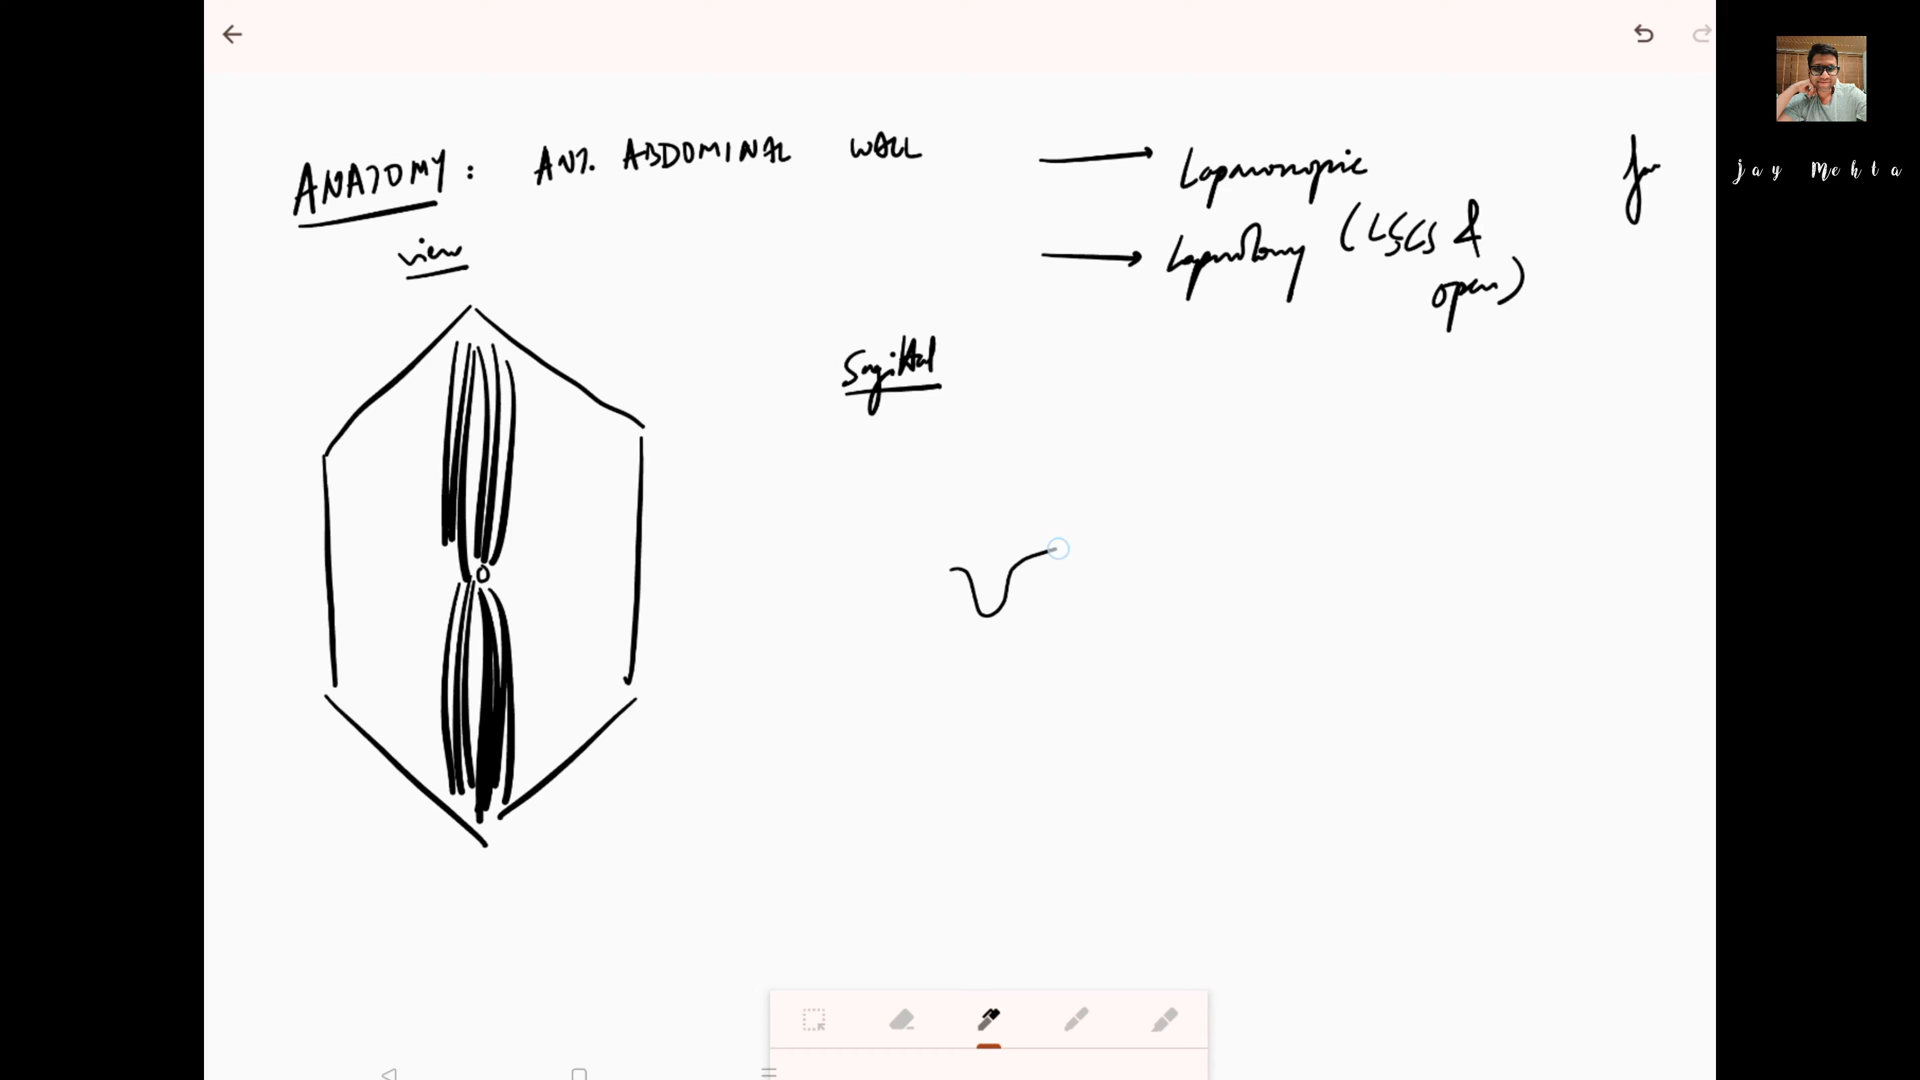 ANATOMY: ANT. ABDOMINAL WALL → Laparoscopic
view → Laparotomy (LSCS & open)
Sagittal
Jay Mehta